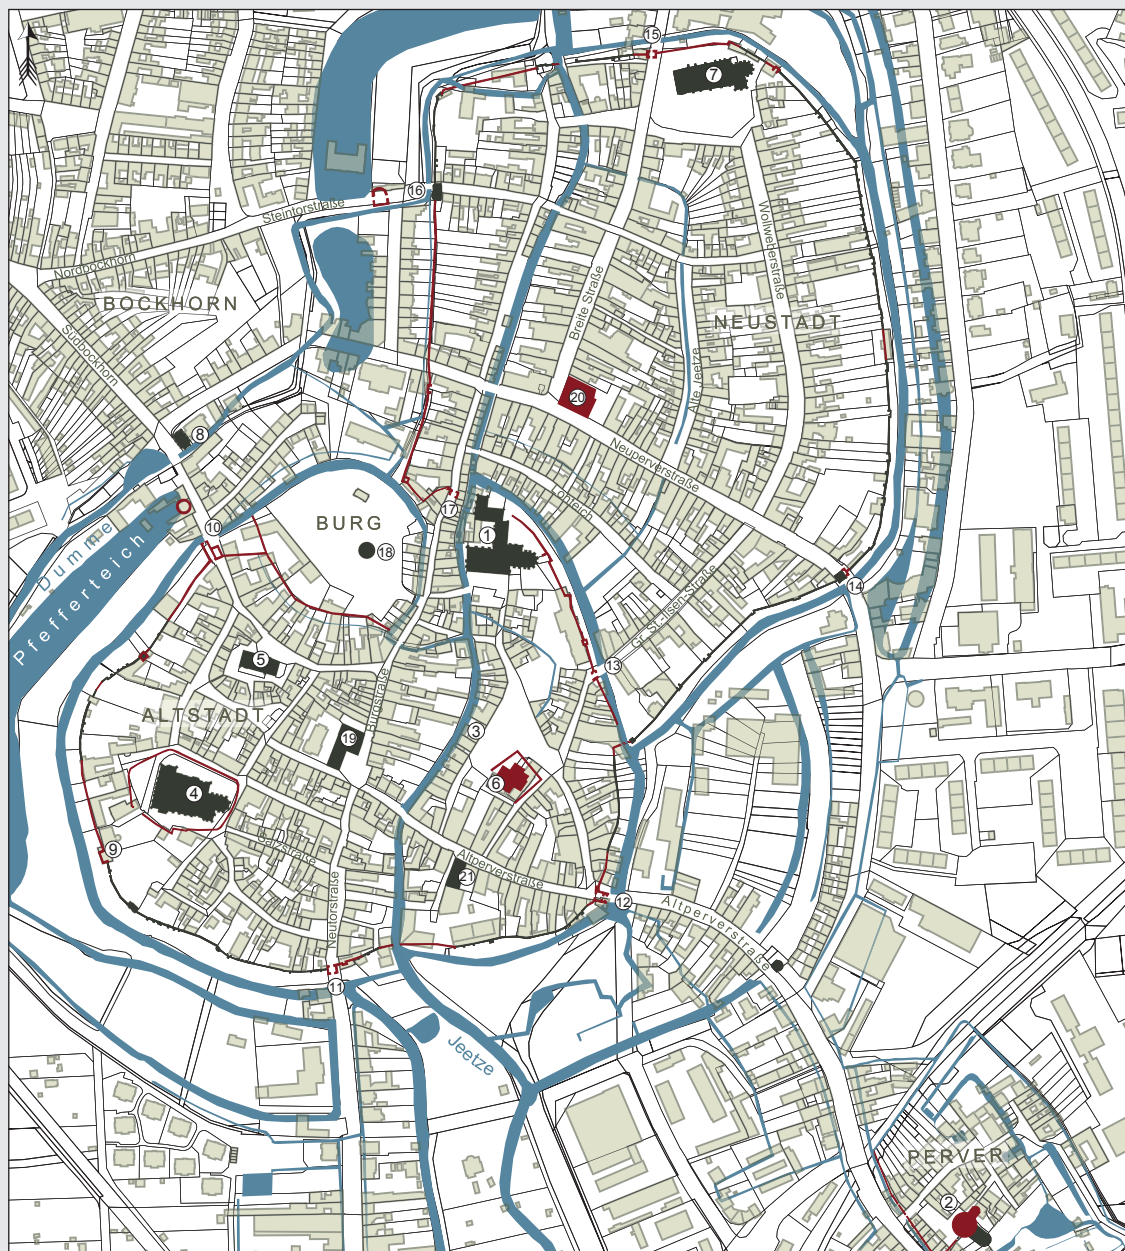 15
7
16
Steintorstraße
Nordbockhorn
BOCKHORN
Wollweberstraße
Breite Straße
NEUSTADT
Südbockhorn
Alte Jeetze
20
8
Neuperverstraße
Lohteich
17
10
BURG
1
18
Dumme
Pfefferteich
14
Gr. St.-Ilsen-Straße
13
5
ALTSTADT
Burgstraße
19
3
6
4
9
Altperverstraße
21
12
Altperverstraße
Neutorstraße
11
Jeetze
PERVER
2